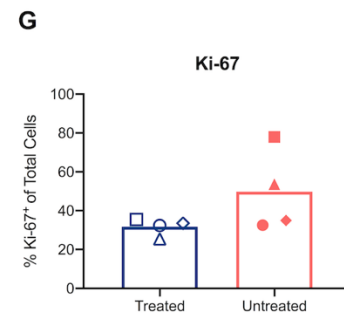 G
Ki-67
% Ki-67⁺ of Total Cells
100
80
60
40
20
0
Treated
Untreated